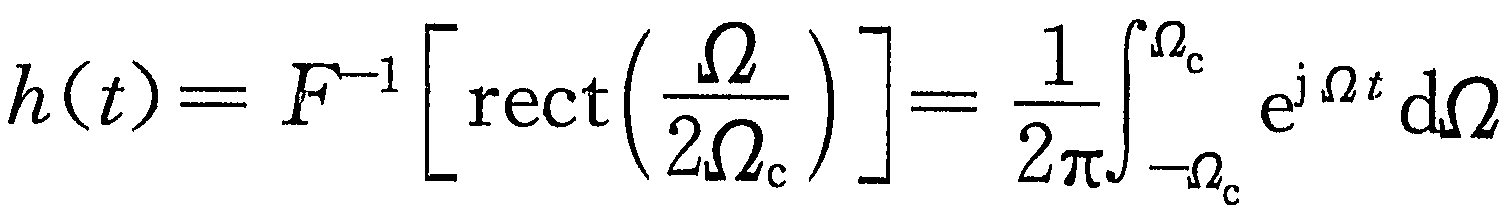 h(t) = F⁻¹[rect(Ω/2Ω_c)] = 1/2π ∫_{-Ω_c}^{Ω_c} e^{jΩt} dΩ